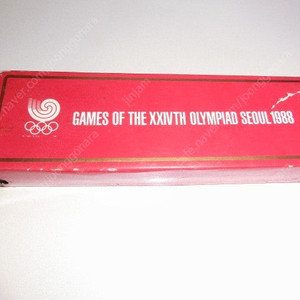 GAMES OF THE XXIVTH OLYMPIAD SEOUL 1988